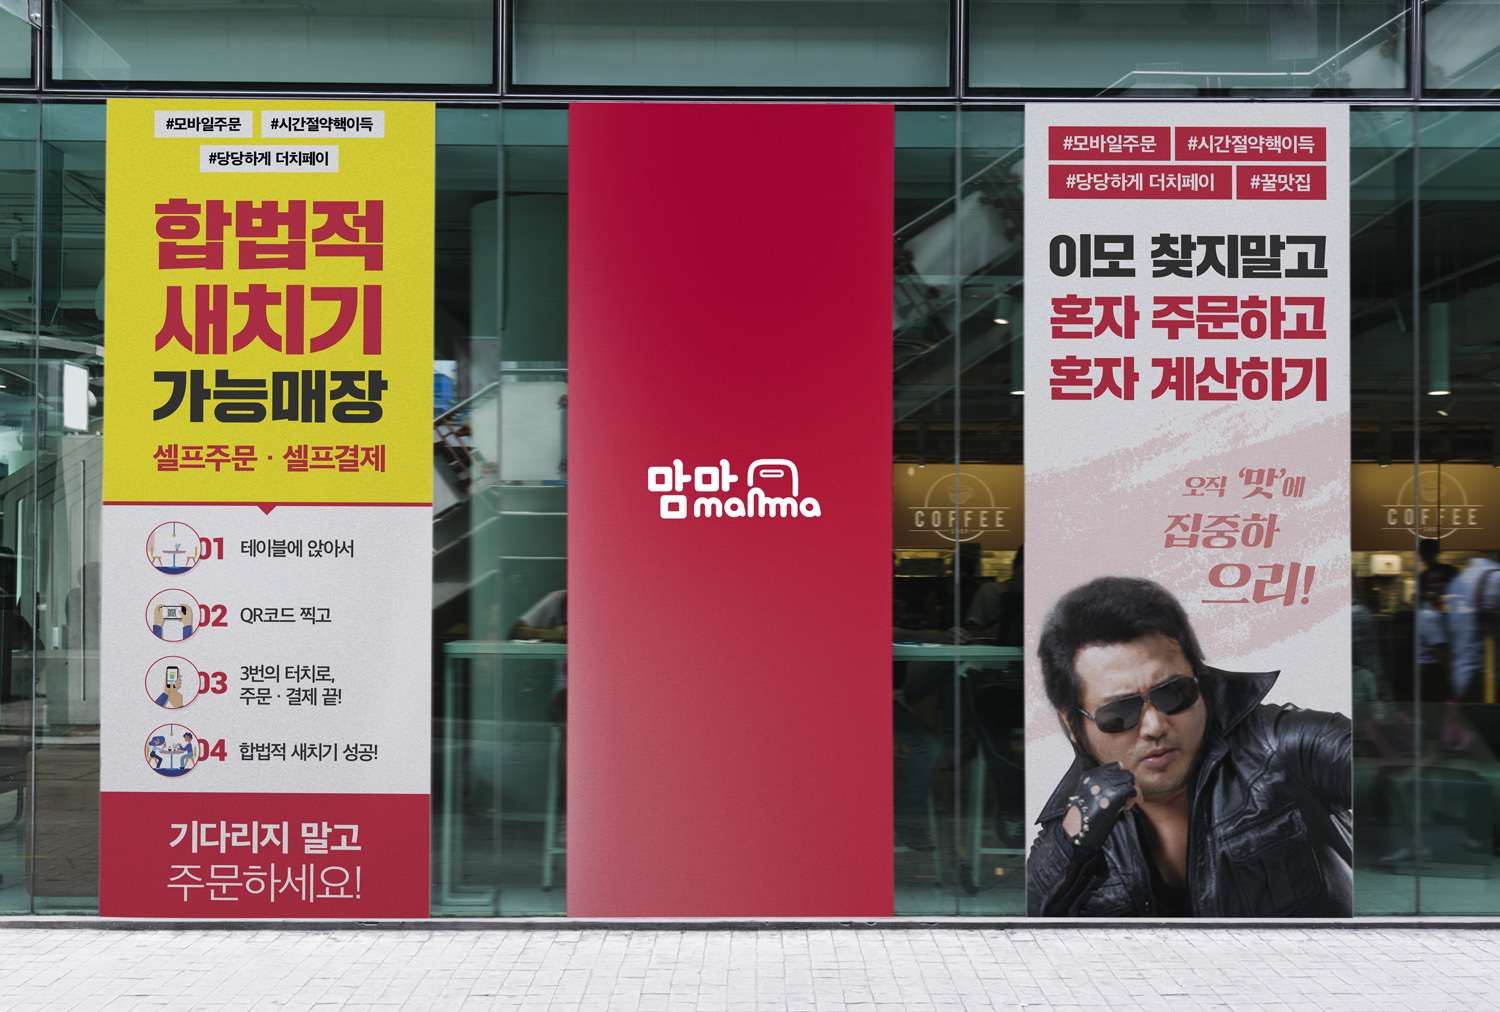 #모바일주문 #시간절약핵이득
#당당하게 더치페이
합법적
새치기
가능매장
셀프주문 · 셀프결제
01 테이블에 앉아서
02 QR코드 찍고
03 3번의 터치로,
주문 · 결제 끝!
04 합법적 새치기 성공!
기다리지 말고
주문하세요!
맘마
mamma
COFFEE
#모바일주문 #시간절약핵이득
#당당하게 더치페이 #꿀맛집
이모 찾지말고
혼자 주문하고
혼자 계산하기
오직 '맛'에
집중하
으리!
COFFEE